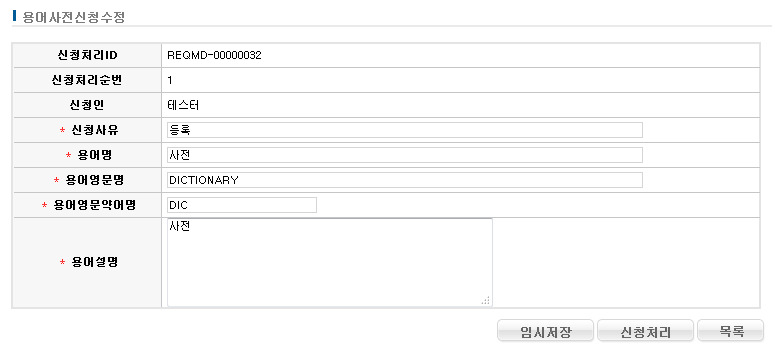 용어사전신청수정
신청처리ID REQMD-00000032
신청처리순번 1
신청인 테스터
* 신청사유 등록
* 용어명 사전
* 용어영문명 DICTIONARY
* 용어영문약어명 DIC
* 용어설명 사전
임시저장 신청처리 목록